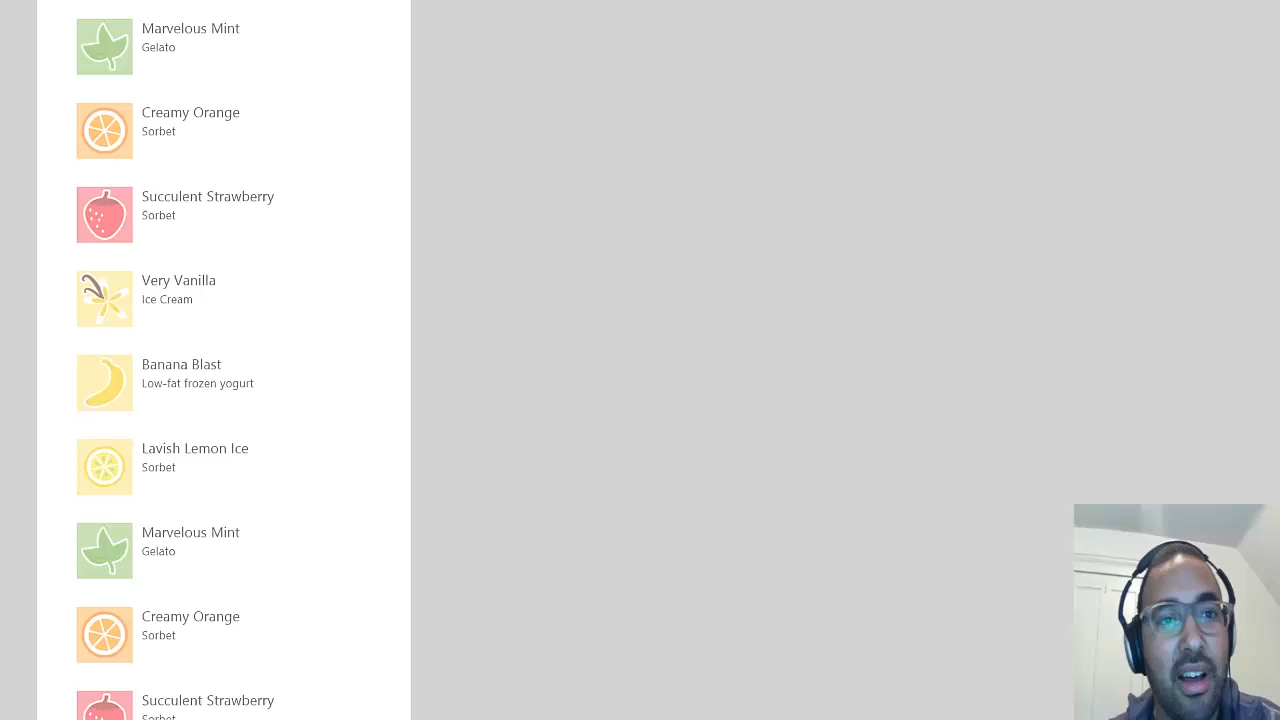 Marvelous Mint
Gelato
Creamy Orange
Sorbet
Succulent Strawberry
Sorbet
Very Vanilla
Ice Cream
Banana Blast
Low-fat frozen yogurt
Lavish Lemon Ice
Sorbet
Marvelous Mint
Gelato
Creamy Orange
Sorbet
Succulent Strawberry
Sorbet